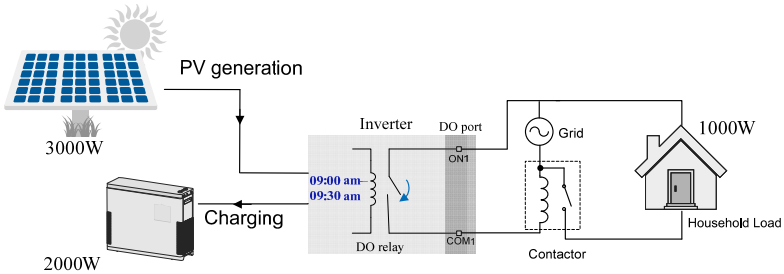 PV generation
3000W
Inverter
DO port
ON1
Grid
1000W
09:00 am
09:30 am
Charging
DO relay
COM1
Contactor
Household Load
2000W